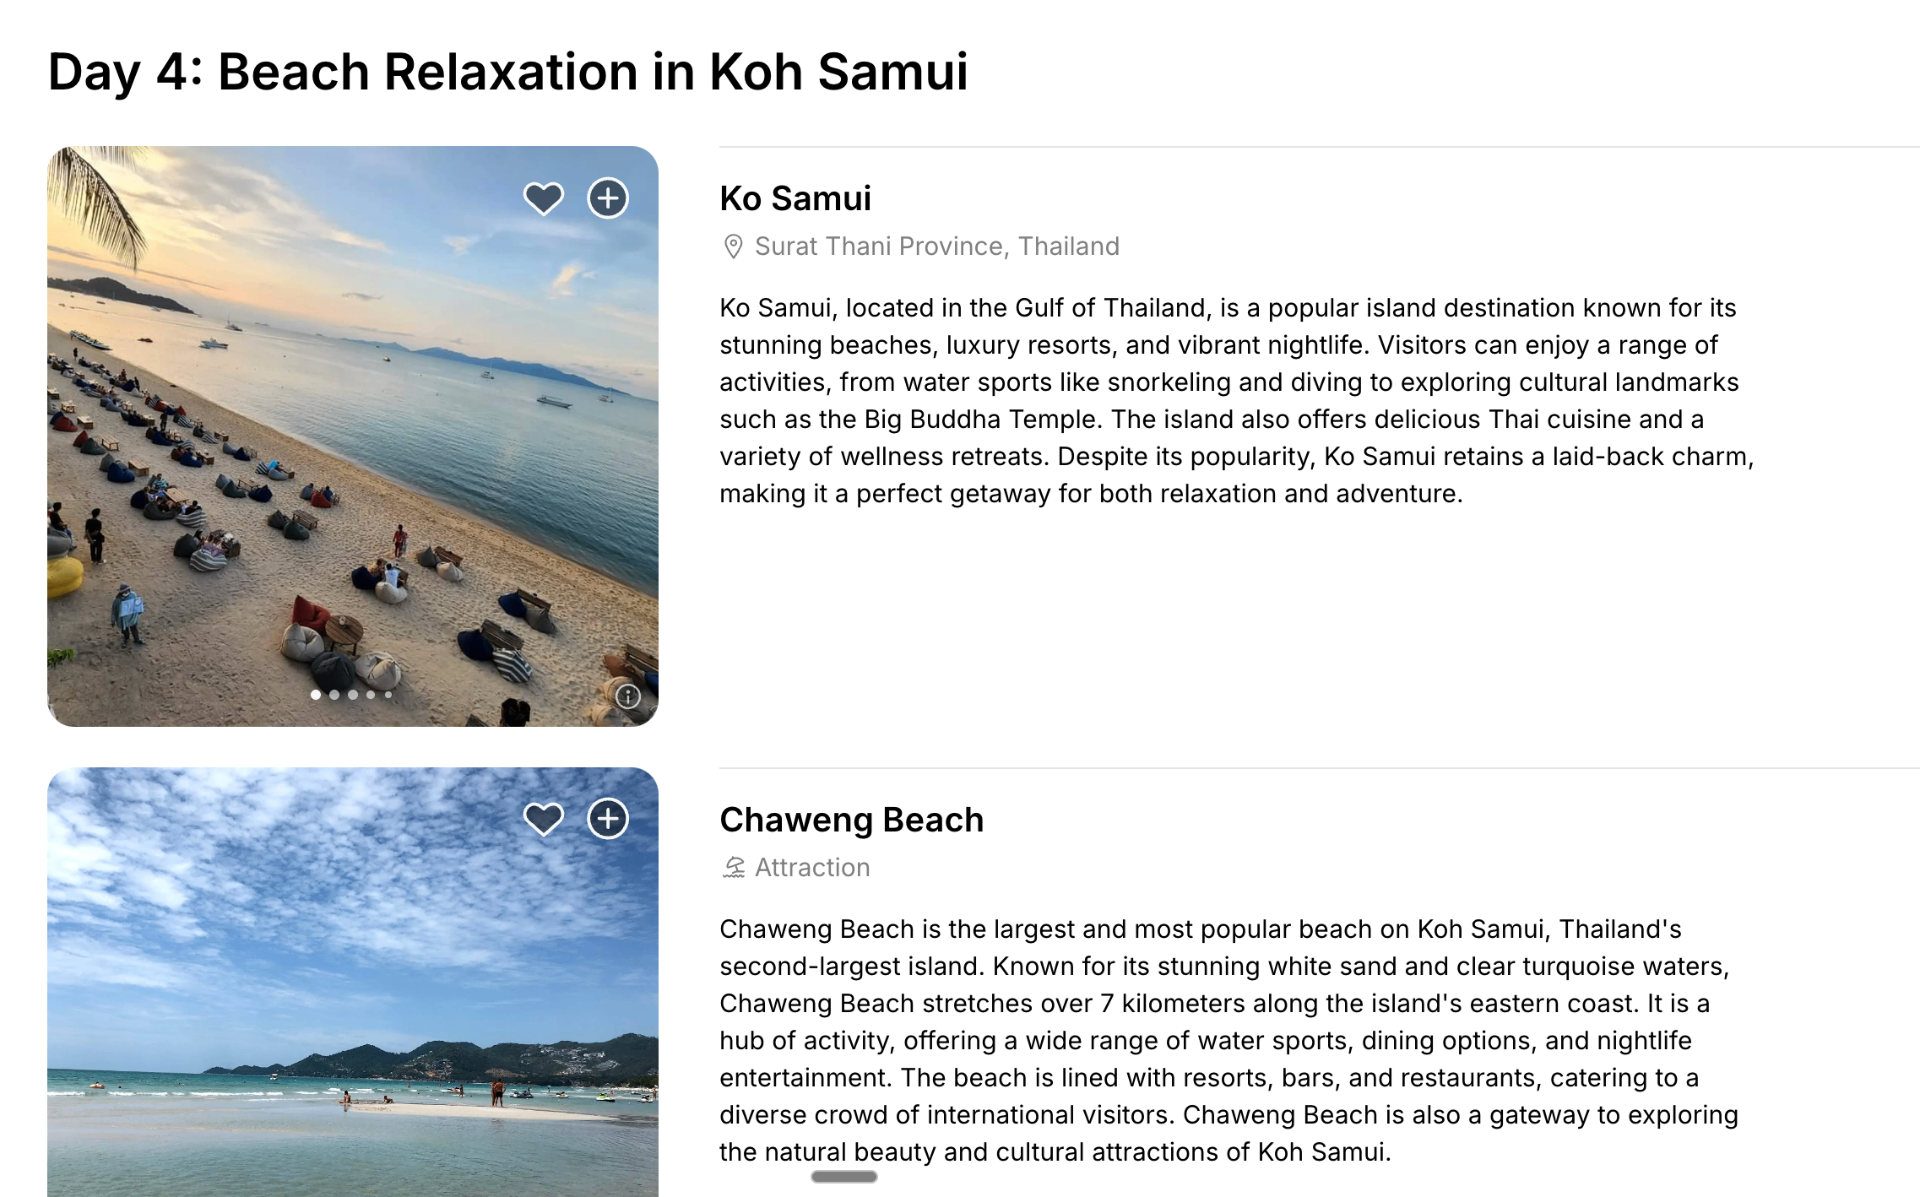 Day 4: Beach Relaxation in Koh Samui
Ko Samui
Surat Thani Province, Thailand
Ko Samui, located in the Gulf of Thailand, is a popular island destination known for its
stunning beaches, luxury resorts, and vibrant nightlife. Visitors can enjoy a range of
activities, from water sports like snorkeling and diving to exploring cultural landmarks
such as the Big Buddha Temple. The island also offers delicious Thai cuisine and a
variety of wellness retreats. Despite its popularity, Ko Samui retains a laid-back charm,
making it a perfect getaway for both relaxation and adventure.
Chaweng Beach
Attraction
Chaweng Beach is the largest and most popular beach on Koh Samui, Thailand's
second-largest island. Known for its stunning white sand and clear turquoise waters,
Chaweng Beach stretches over 7 kilometers along the island's eastern coast. It is a
hub of activity, offering a wide range of water sports, dining options, and nightlife
entertainment. The beach is lined with resorts, bars, and restaurants, catering to a
diverse crowd of international visitors. Chaweng Beach is also a gateway to exploring
the natural beauty and cultural attractions of Koh Samui.